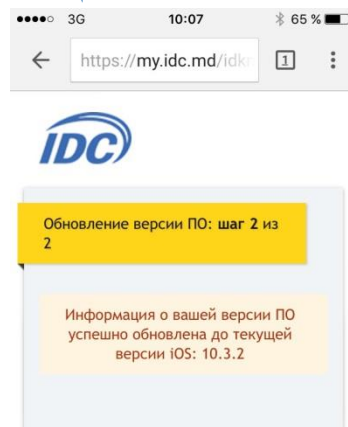 3G 10:07 65 %
https://my.idc.md/idkn 1
IDC
Обновление версии ПО: шаг 2 из
2
Информация о вашей версии ПО
успешно обновлена до текущей
версии iOS: 10.3.2